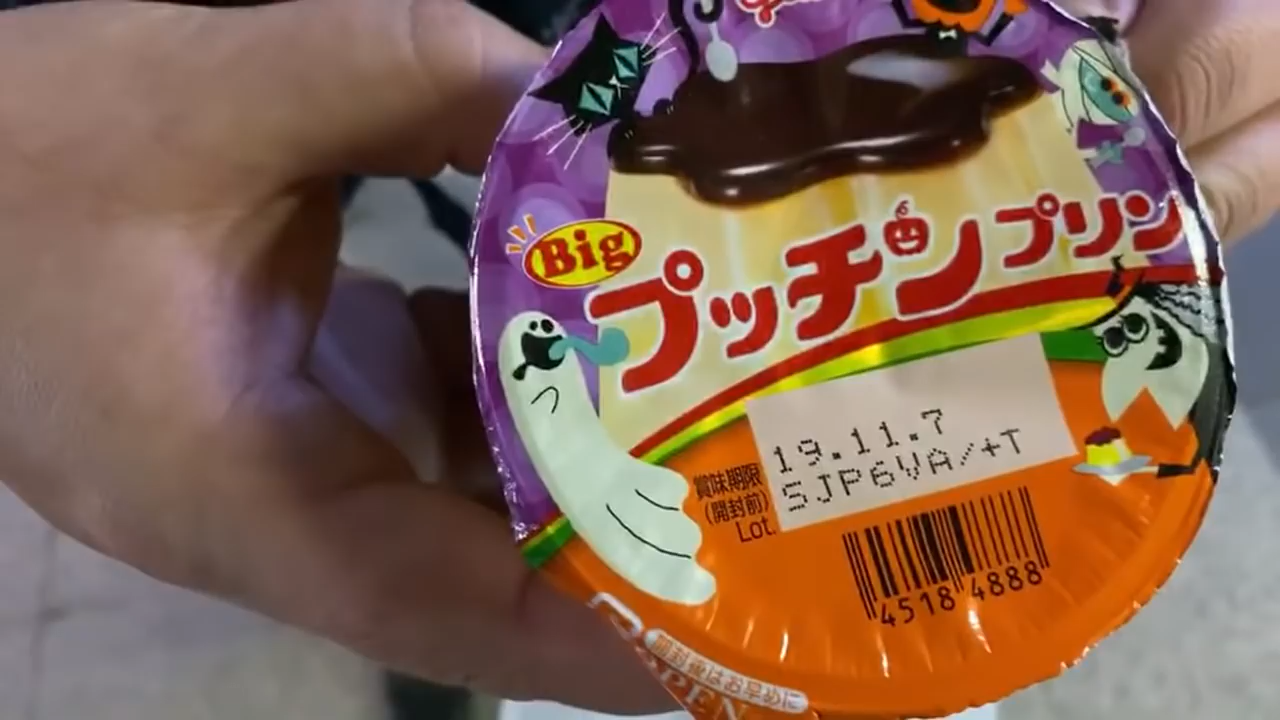 Big
プッチンプリン
19.11.7
賞味期限
(開封前)
SJP6VA/+T
Lot.
4518 4888
開封後はお早めに
OPEN